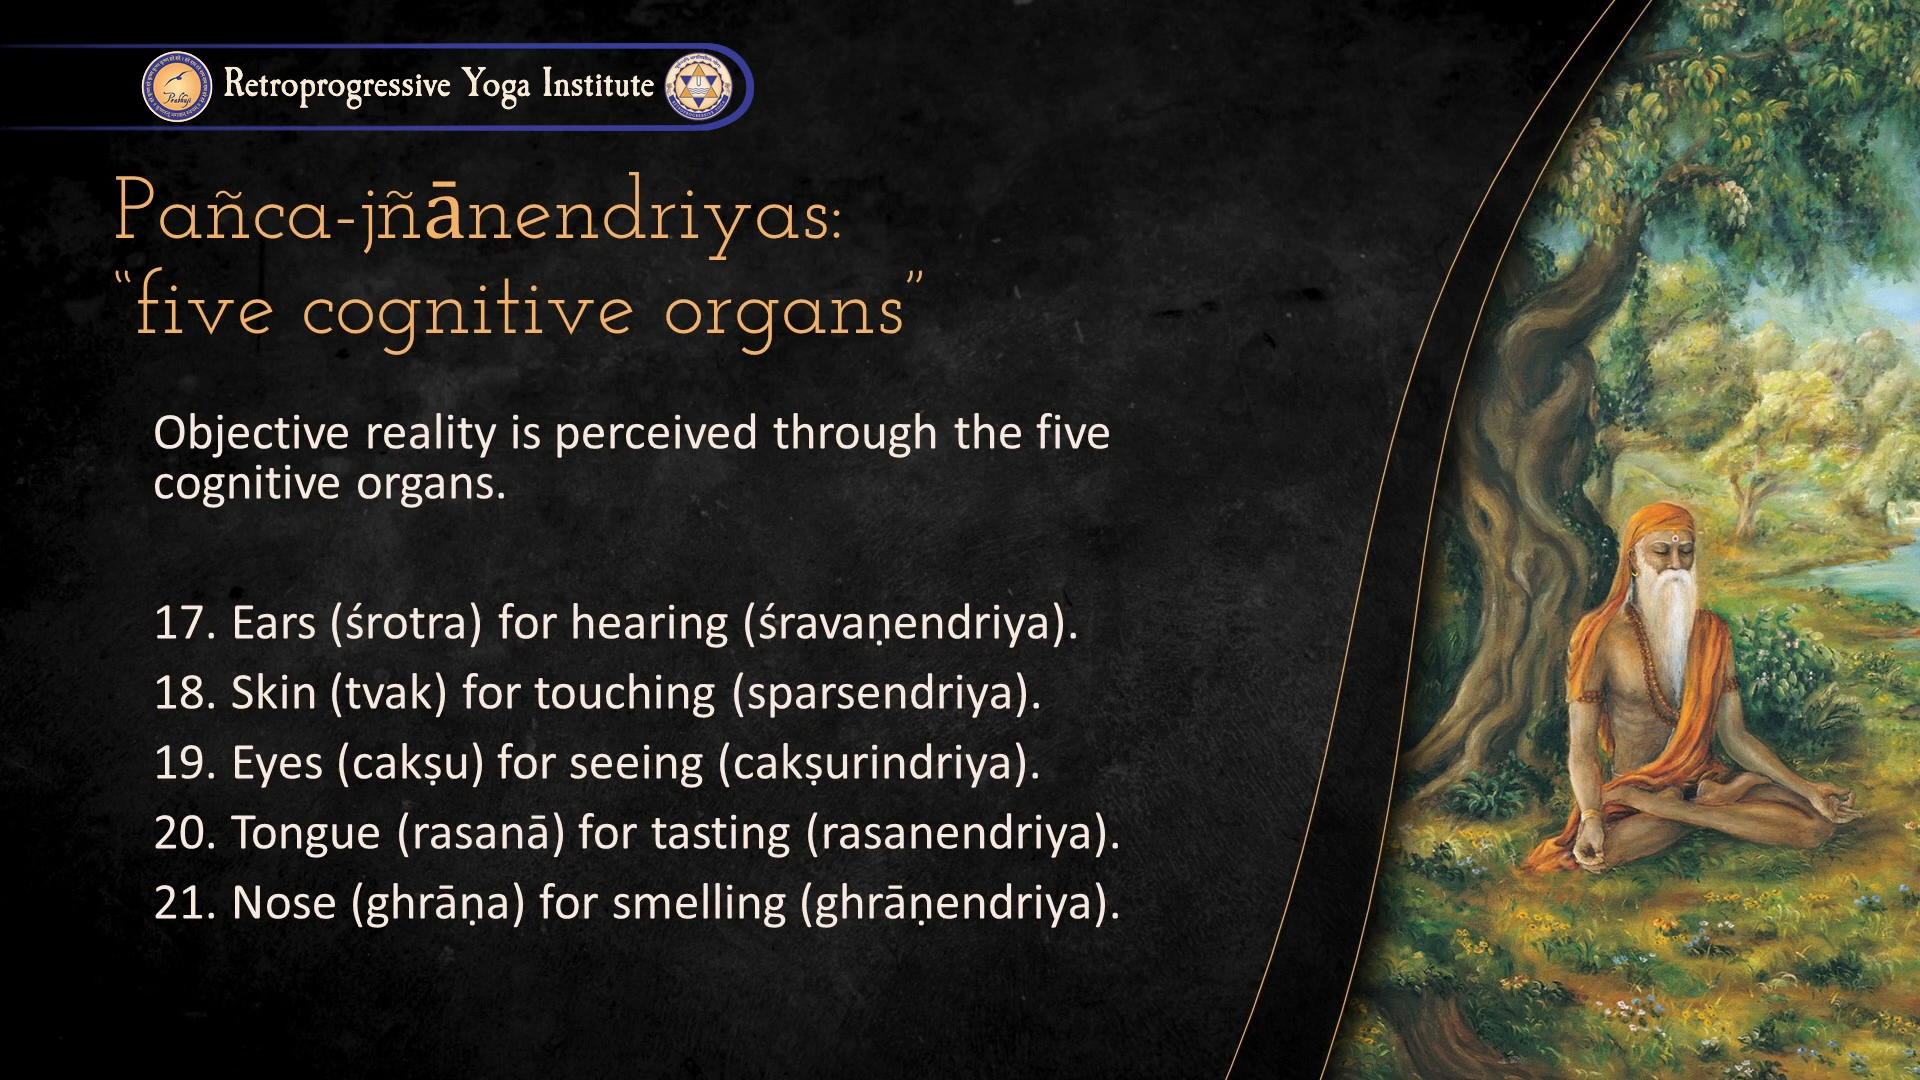 Retroprogressive Yoga Institute
Prabhuji
Pañca-jñānendriyas:
“five cognitive organs”
Objective reality is perceived through the five
cognitive organs.
17. Ears (śrotra) for hearing (śravaṇendriya).
18. Skin (tvak) for touching (sparsendriya).
19. Eyes (cakṣu) for seeing (cakṣurindriya).
20. Tongue (rasanā) for tasting (rasanendriya).
21. Nose (ghrāṇa) for smelling (ghrāṇendriya).